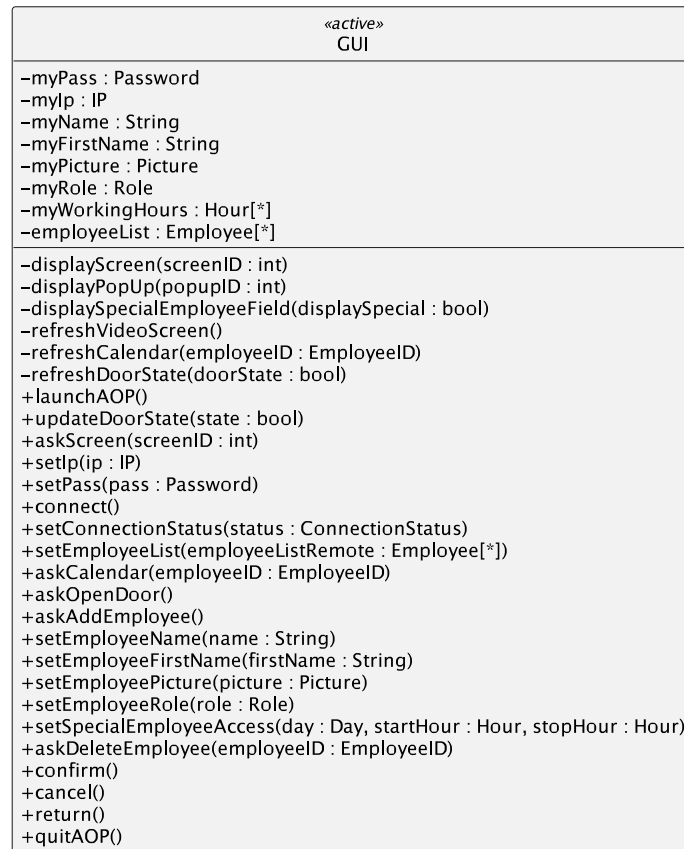 «active»
GUI
–myPass : Password
–myIp : IP
–myName : String
–myFirstName : String
–myPicture : Picture
–myRole : Role
–myWorkingHours : Hour[*]
–employeeList : Employee[*]
–displayScreen(screenID : int)
–displayPopUp(popupID : int)
–displaySpecialEmployeeField(displaySpecial : bool)
–refreshVideoScreen()
–refreshCalendar(employeeID : EmployeeID)
–refreshDoorState(doorState : bool)
+launchAOP()
+updateDoorState(state : bool)
+askScreen(screenID : int)
+setIp(ip : IP)
+setPass(pass : Password)
+connect()
+setConnectionStatus(status : ConnectionStatus)
+setEmployeeList(employeeListRemote : Employee[*])
+askCalendar(employeeID : EmployeeID)
+askOpenDoor()
+askAddEmployee()
+setEmployeeName(name : String)
+setEmployeeFirstName(firstName : String)
+setEmployeePicture(picture : Picture)
+setEmployeeRole(role : Role)
+setSpecialEmployeeAccess(day : Day, startHour : Hour, stopHour : Hour)
+askDeleteEmployee(employeeID : EmployeeID)
+confirm()
+cancel()
+return()
+quitAOP()